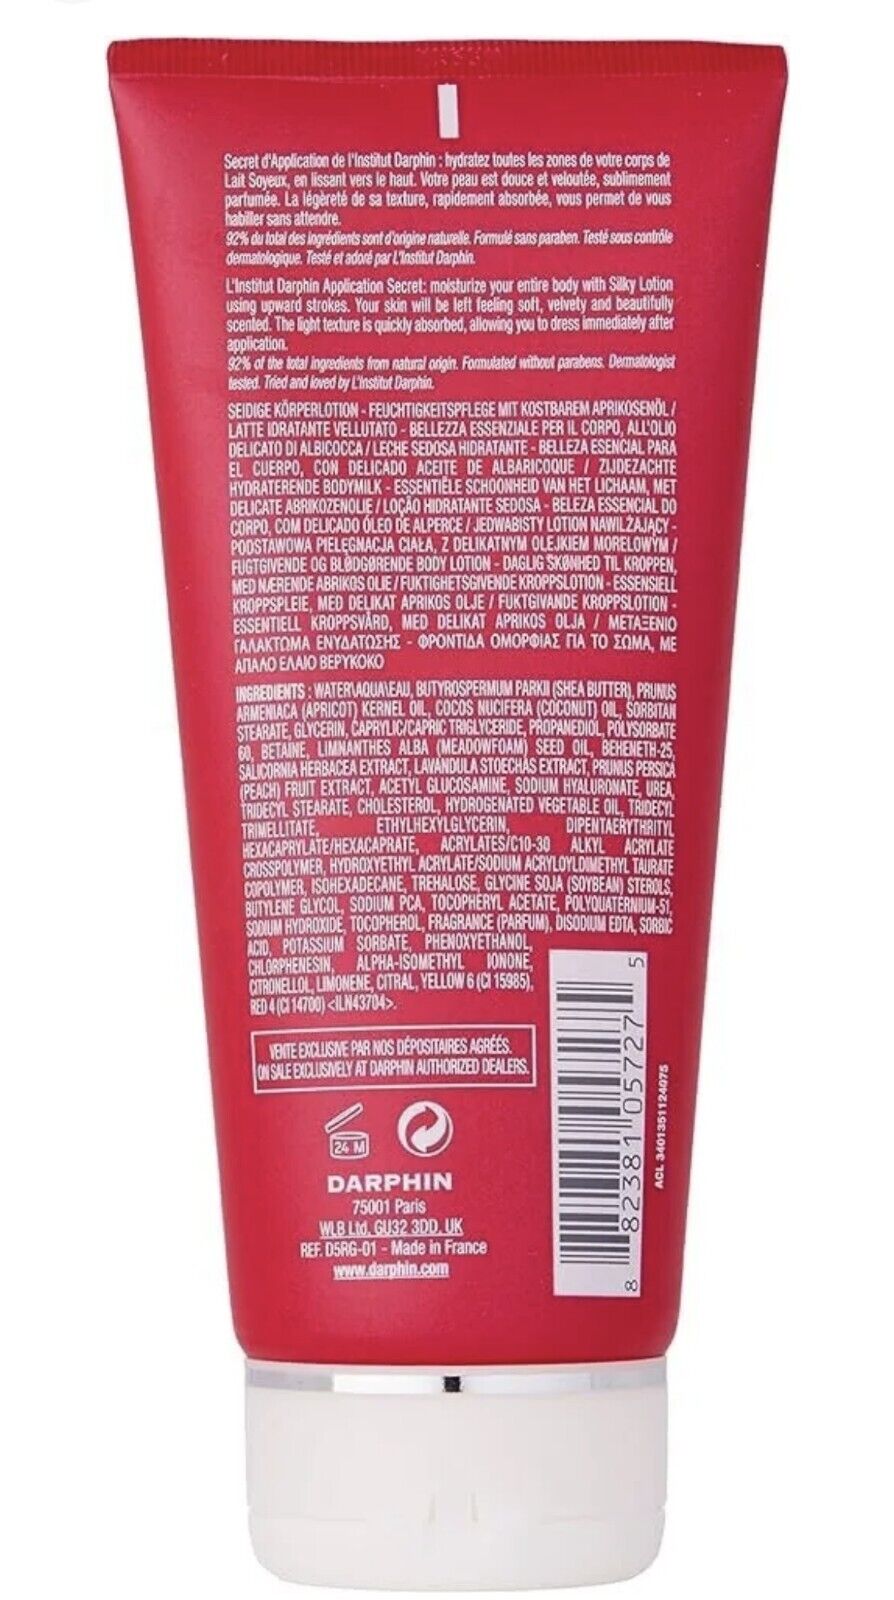 Secret d'Application de l'Institut Darphin : hydratez toutes les zones de votre corps de
Lait Soyeux, en lissant vers le haut. Votre peau est douce et veloutée, sublimement
parfumée. La légèreté de sa texture, rapidement absorbée, vous permet de vous
habiller sans attendre.
92% du total des ingrédients sont d'origine naturelle. Formulé sans paraben. Testé sous contrôle
dermatologique. Testé et adoré par L'Institut Darphin.
L'Institut Darphin Application Secret: moisturize your entire body with Silky Lotion
using upward strokes. Your skin will be left feeling soft, velvety and beautifully
scented. The light texture is quickly absorbed, allowing you to dress immediately after
application.
92% of the total ingredients from natural origin. Formulated without parabens. Dermatologist
tested. Tried and loved by L'Institut Darphin.
SEIDIGE KÖRPERLOTION - FEUCHTIGKEITSPFLEGE MIT KOSTBAREM APRIKOSENÖL /
LATTE IDRATANTE VELLUTATO - BELLEZZA ESSENZIALE PER IL CORPO, ALL'OLIO
DELICATO DI ALBICOCCA / LECHE SEDOSA HIDRATANTE - BELLEZA ESENCIAL PARA
EL CUERPO, CON DELICADO ACEITE DE ALBARICOQUE / ZIJDEZACHTE
HYDRATERENDE BODYMILK - ESSENTIËLE SCHOONHEID VAN HET LICHAAM, MET
DELICATE ABRIKOZENOLIE / LOÇÃO HIDRATANTE SEDOSA - BELEZA ESSENCIAL DO
CORPO, COM DELICADO ÓLEO DE ALPERCE / JEDWABISTY LOTION NAWILŻAJĄCY -
PODSTAWOWA PIELĘGNACJA CIAŁA, Z DELIKATNYM OLEJKIEM MORELOWYM /
FUGTGIVENDE OG BLØDGØRENDE BODY LOTION - DAGLIG SKØNHED TIL KROPPEN,
MED NÆRENDE ABRIKOS OLIE / FUKTIGHETSGIVENDE KROPPSLOTION - ESSENSIELL
KROPPSPLEIE, MED DELIKAT APRIKOS OLJE / FUKTGIVANDE KROPPSLOTION -
ESSENTIELL KROPPSVÅRD, MED DELIKAT APRIKOS OLJA / ΜΕΤΑΞΕΝΙΟ
ΓΑΛΑΚΤΩΜΑ ΕΝΥΔΑΤΩΣΗΣ - ΦΡΟΝΤΙΔΑ ΟΜΟΡΦΙΑΣ ΓΙΑ ΤΟ ΣΩΜΑ, ΜΕ
ΑΠΑΛΟ ΕΛΑΙΟ ΒΕΡΥΚΟΚΟ
INGREDIENTS : WATER\AQUA\EAU, BUTYROSPERMUM PARKII (SHEA BUTTER), PRUNUS
ARMENIACA (APRICOT) KERNEL OIL, COCOS NUCIFERA (COCONUT) OIL, SORBITAN
STEARATE, GLYCERIN, CAPRYLIC/CAPRIC TRIGLYCERIDE, PROPANEDIOL, POLYSORBATE
60, BETAINE, LIMNANTHES ALBA (MEADOWFOAM) SEED OIL, BEHENETH-25,
SALICORNIA HERBACEA EXTRACT, LAVANDULA STOECHAS EXTRACT, PRUNUS PERSICA
(PEACH) FRUIT EXTRACT, ACETYL GLUCOSAMINE, SODIUM HYALURONATE, UREA,
TRIDECYL STEARATE, CHOLESTEROL, HYDROGENATED VEGETABLE OIL, TRIDECYL
TRIMELLITATE, ETHYLHEXYLGLYCERIN, DIPENTAERYTHRITYL
HEXACAPRYLATE/HEXACAPRATE, ACRYLATES/C10-30 ALKYL ACRYLATE
CROSSPOLYMER, HYDROXYETHYL ACRYLATE/SODIUM ACRYLOYLDIMETHYL TAURATE
COPOLYMER, ISOHEXADECANE, TREHALOSE, GLYCINE SOJA (SOYBEAN) STEROLS,
BUTYLENE GLYCOL, SODIUM PCA, TOCOPHERYL ACETATE, POLYQUATERNIUM-51,
SODIUM HYDROXIDE, TOCOPHEROL, FRAGRANCE (PARFUM), DISODIUM EDTA, SORBIC
ACID, POTASSIUM SORBATE, PHENOXYETHANOL,
CHLORPHENESIN, ALPHA-ISOMETHYL IONONE,
CITRONELLOL, LIMONENE, CITRAL, YELLOW 6 (CI 15985),
RED 4 (CI 14700) <ILN43704>.
VENTE EXCLUSIVE PAR NOS DÉPOSITAIRES AGRÉÉS.
ON SALE EXCLUSIVELY AT DARPHIN AUTHORIZED DEALERS.
24 M
DARPHIN
75001 Paris
WLB Ltd. GU32 3DD. UK
REF. D5RG-01 - Made in France
www.darphin.com
8 82381 05727 5
ACL 3401351124075